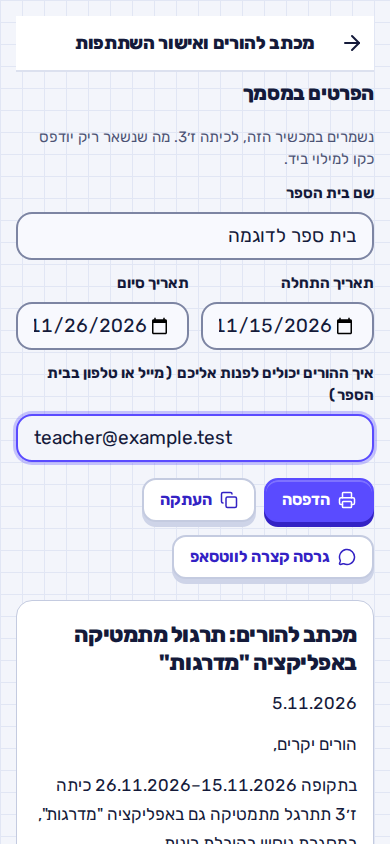 מכתב להורים ואישור השתתפות
הפרטים במסמך
נשמרים במכשיר הזה, לכיתה ז׳3. מה שנשאר ריק יודפס
כקו למילוי ביד.
שם בית הספר
בית ספר לדוגמה
תאריך התחלה
תאריך סיום
11/15/2026
11/26/2026
איך ההורים יכולים לפנות אליכם (מייל או טלפון בבית
הספר)
teacher@example.test
הדפסה
העתקה
גרסה קצרה לווטסאפ
מכתב להורים: תרגול מתמטיקה
באפליקציה "מדרגות"
5.11.2026
הורים יקרים,
בתקופה 15.11.2026–26.11.2026 כיתה
ז׳3 תתרגל מתמטיקה גם באפליקציה "מדרגות",